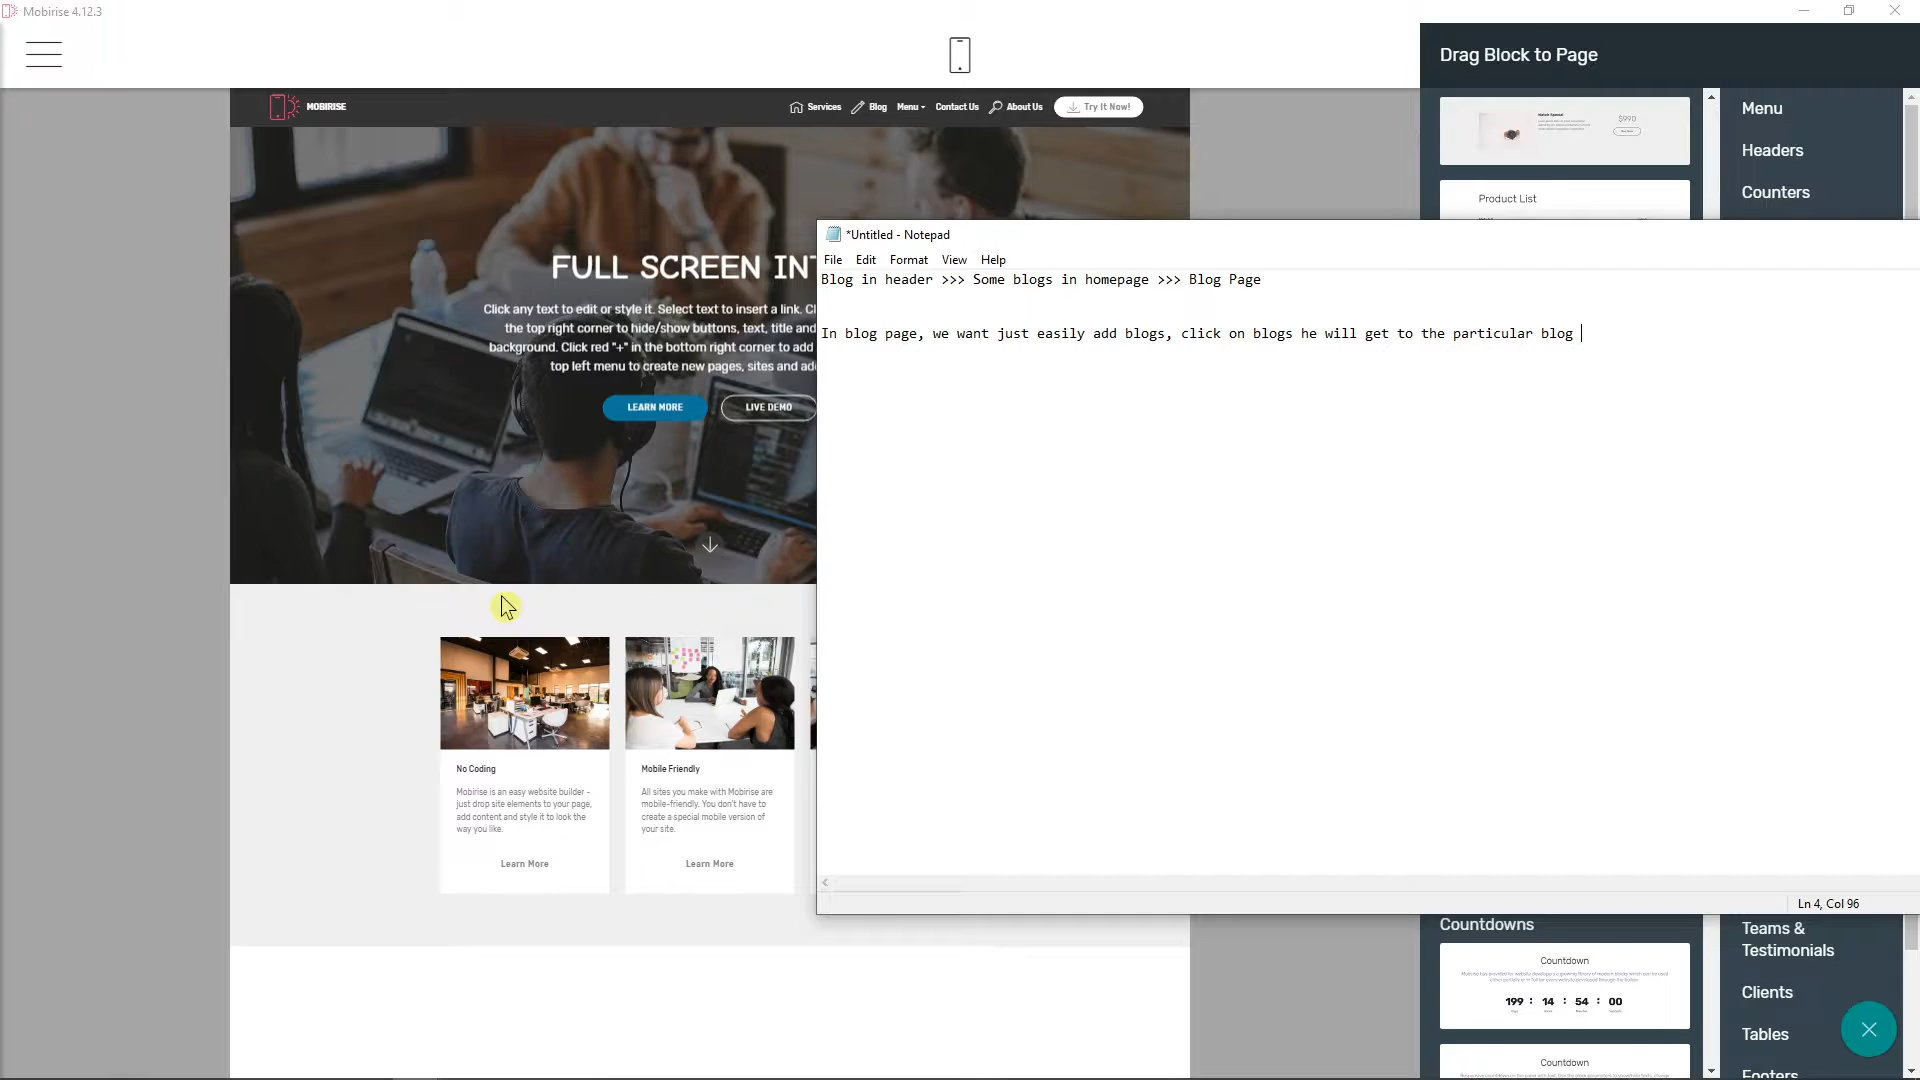 Mobirise 4.12.3
Drag Block to Page
MOBIRISE
Services
Blog
Menu
Contact Us
About Us
Try It Now!
$990
Product List
Menu
Headers
Counters
FULL SCREEN INT
Click any text to edit or style it. Select text to insert a link. Cl
the top right corner to hide/show buttons, text, title and
background. Click red "+" in the bottom right corner to add
top left menu to create new pages, sites and add
LEARN MORE
LIVE DEMO
*Untitled - Notepad
File Edit Format View Help
Blog in header >>> Some blogs in homepage >>> Blog Page
In blog page, we want just easily add blogs, click on blogs he will get to the particular blog
Ln 4, Col 96
No Coding
Mobirise is an easy website builder -
just drop site elements to your page,
add content and style it to look the
way you like.
Learn More
Mobile Friendly
All sites you make with Mobirise are
mobile-friendly. You don't have to
create a special mobile version of
your site.
Learn More
Countdowns
Countdown
199 : 14 : 54 : 00
Countdown
Teams &
Testimonials
Clients
Tables
Footers